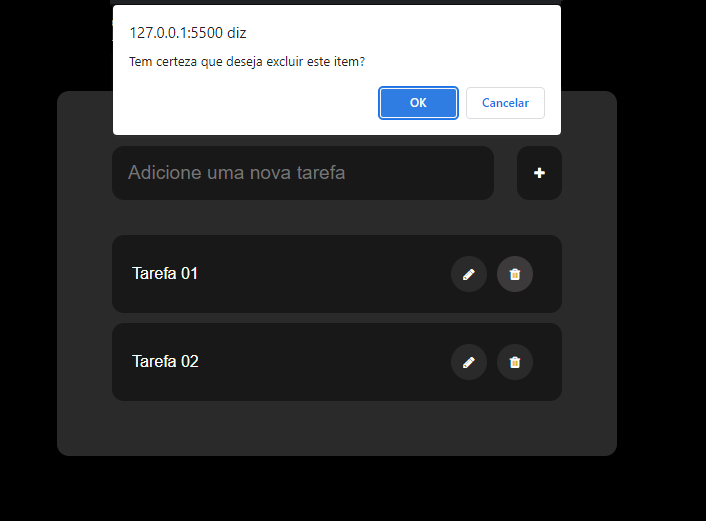 127.0.0.1:5500 diz
Tem certeza que deseja excluir este item?
OK
Cancelar
Adicione uma nova tarefa
+
Tarefa 01
Tarefa 02